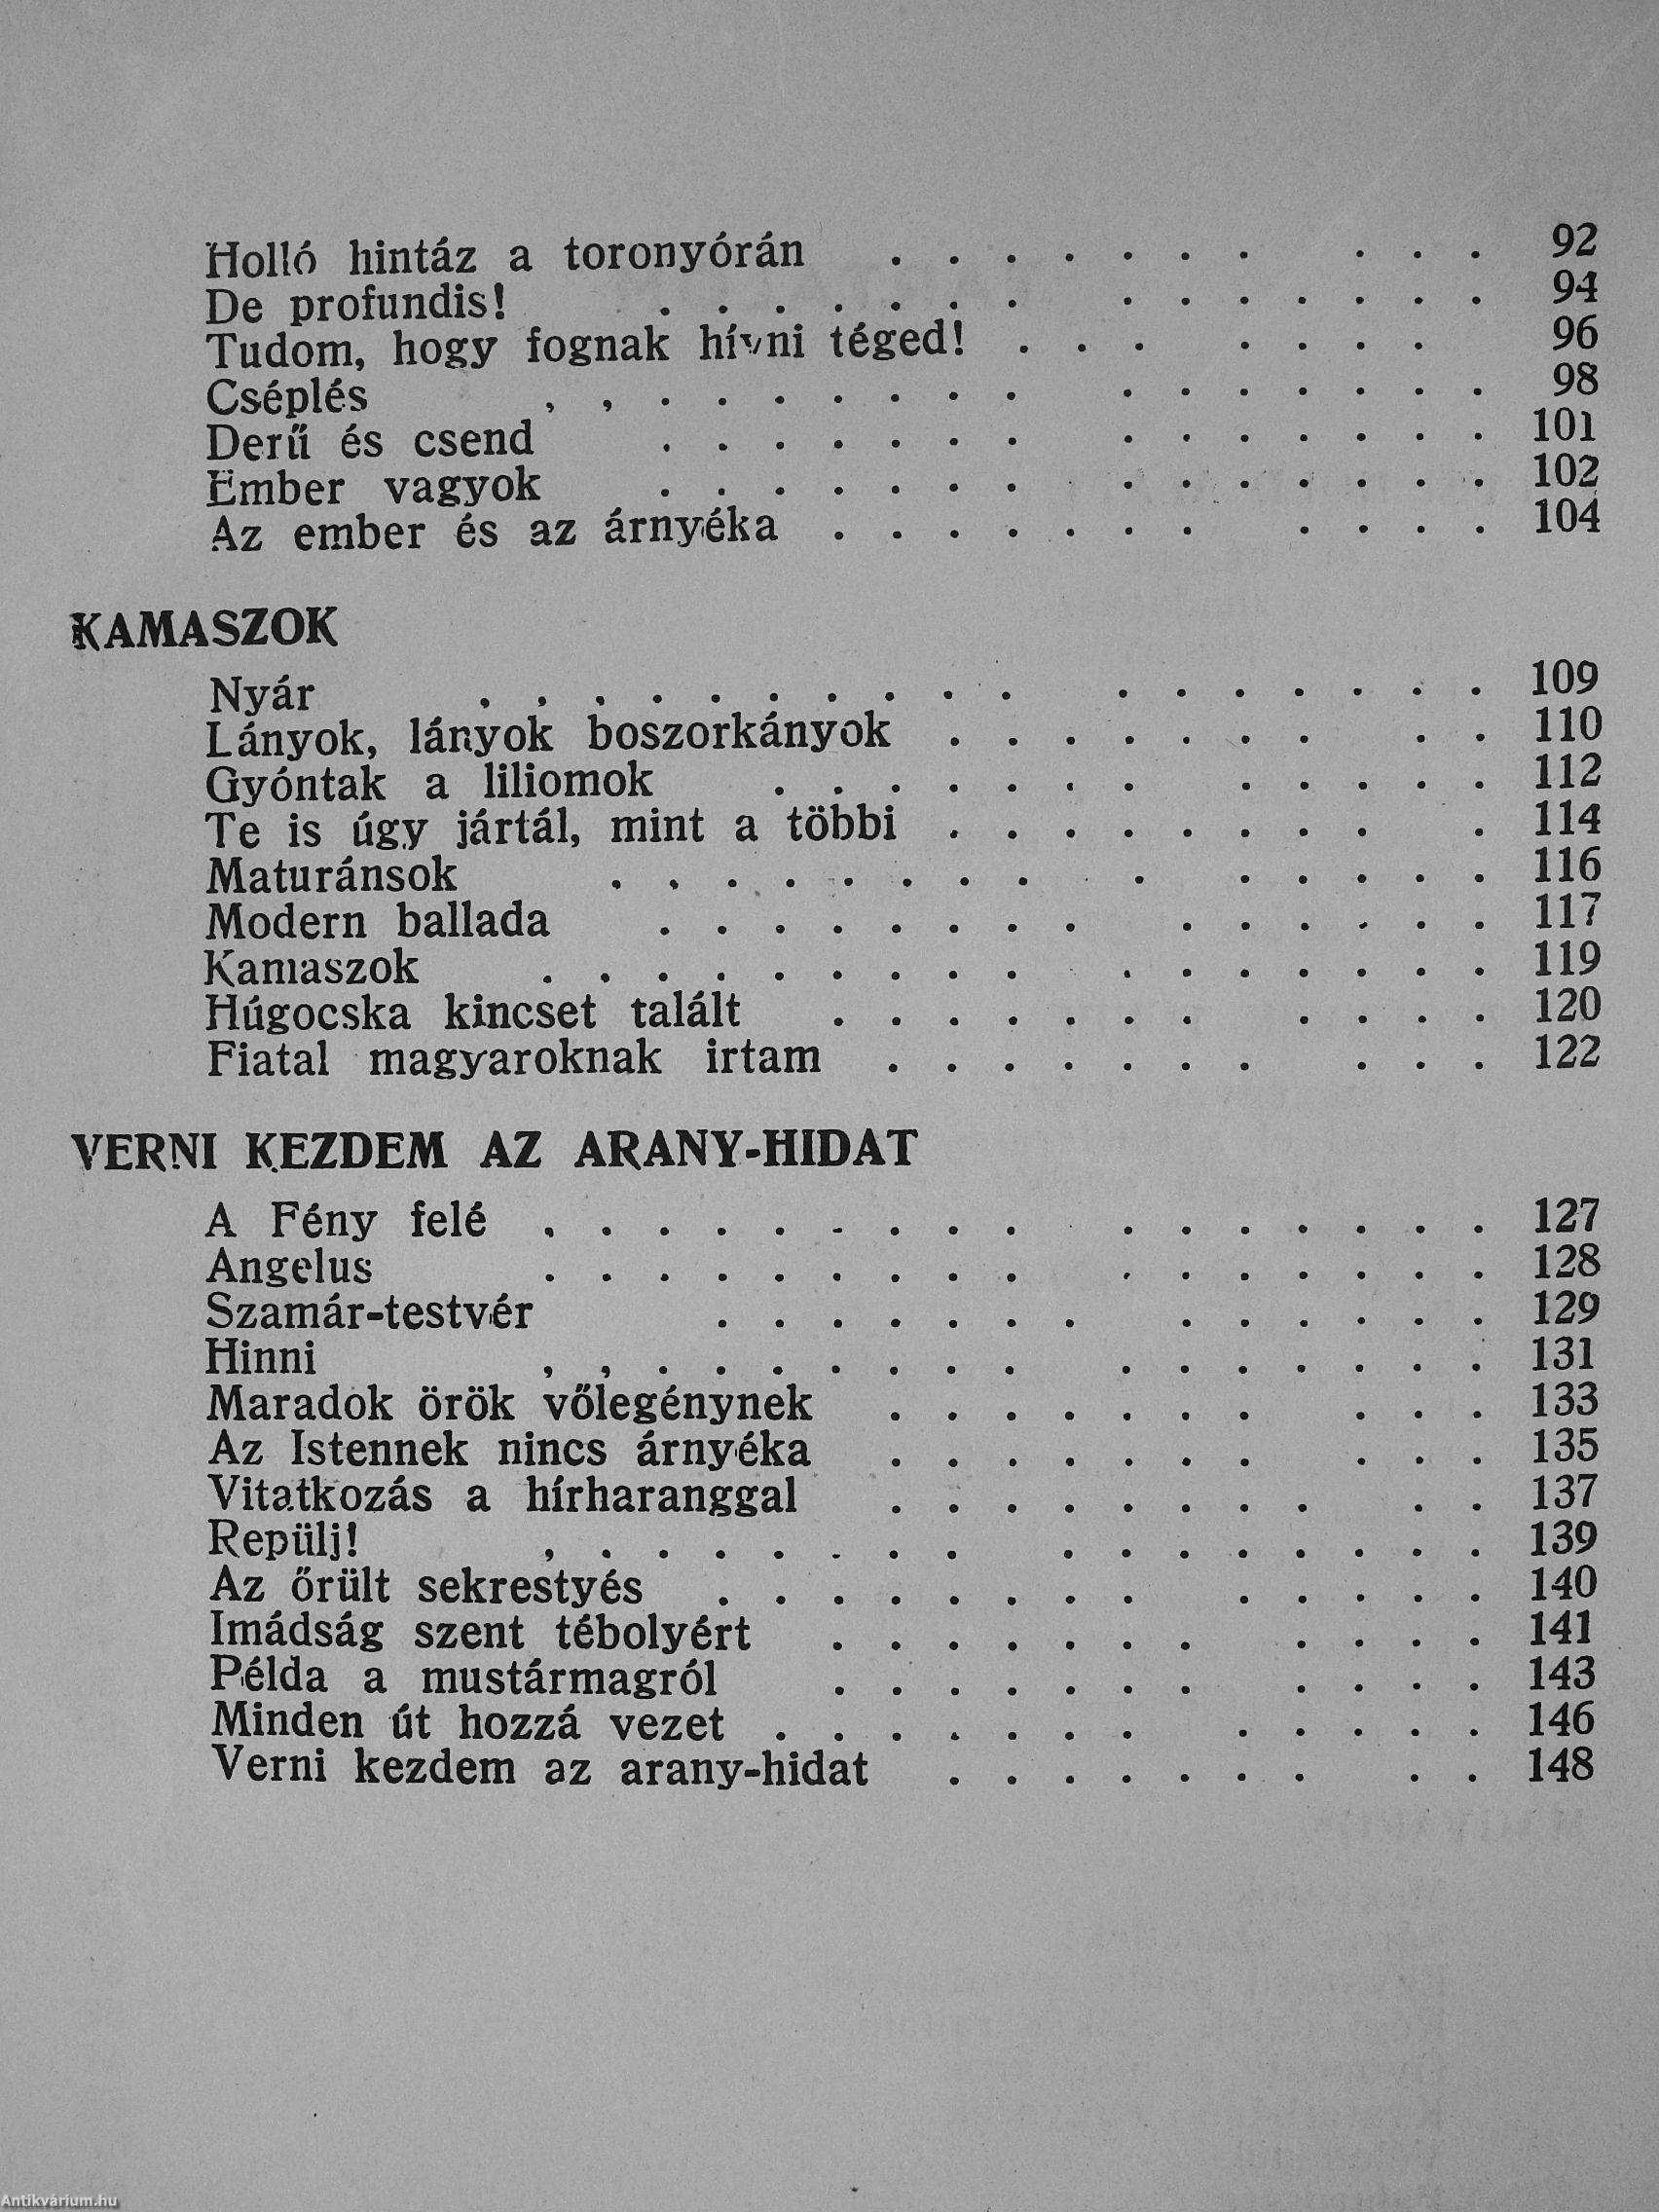 Holló hintáz a toronyórán . . . . . . . . . . 92
De profundis! . . . . . . . . . . . . . . 94
Tudom, hogy fognak hívni téged! . . . . . . . 96
Cséplés , , . . . . . . . . . . . . . . 98
Derű és csend . . . . . . . . . . . . . . 101
Ember vagyok . . . . . . . . . . . . . . 102
Az ember és az árnyéka . . . . . . . . . . . 104
KAMASZOK
Nyár . . . . . . . . . . . . . . . . . 109
Lányok, lányok boszorkányok . . . . . . . . . 110
Gyóntak a liliomok . . . . . . . . . . . . 112
Te is úgy jártál, mint a többi . . . . . . . . . 114
Maturánsok . . . . . . . . . . . . . . 116
Modern ballada . . . . . . . . . . . . . . 117
Kamaszok . . . . . . . . . . . . . . . . 119
Húgocska kincset talált . . . . . . . . . . . 120
Fiatal magyaroknak irtam . . . . . . . . . . 122
VERNI KEZDEM AZ ARANY-HIDAT
A Fény felé . . . . . . . . . . . . . . . . 127
Angelus . . . . . . . . . . . . . . . . 128
Szamár-testvér . . . . . . . . . . . . . 129
Hinni , , . . . . . . . . . . . . . . 131
Maradok örök vőlegénynek . . . . . . . . . . 133
Az Istennek nincs árnyéka . . . . . . . . . . 135
Vitatkozás a hírharanggal . . . . . . . . . . 137
Repülj! , . . . . . . . . . . . . . . . 139
Az őrült sekrestyés . . . . . . . . . . . . . 140
Imádság szent tébolyért . . . . . . . . . . . 141
Példa a mustármagról . . . . . . . . . . . 143
Minden út hozzá vezet . . . . . . . . . . . . 146
Verni kezdem az arany-hidat . . . . . . . . . 148
Antikvárium.hu